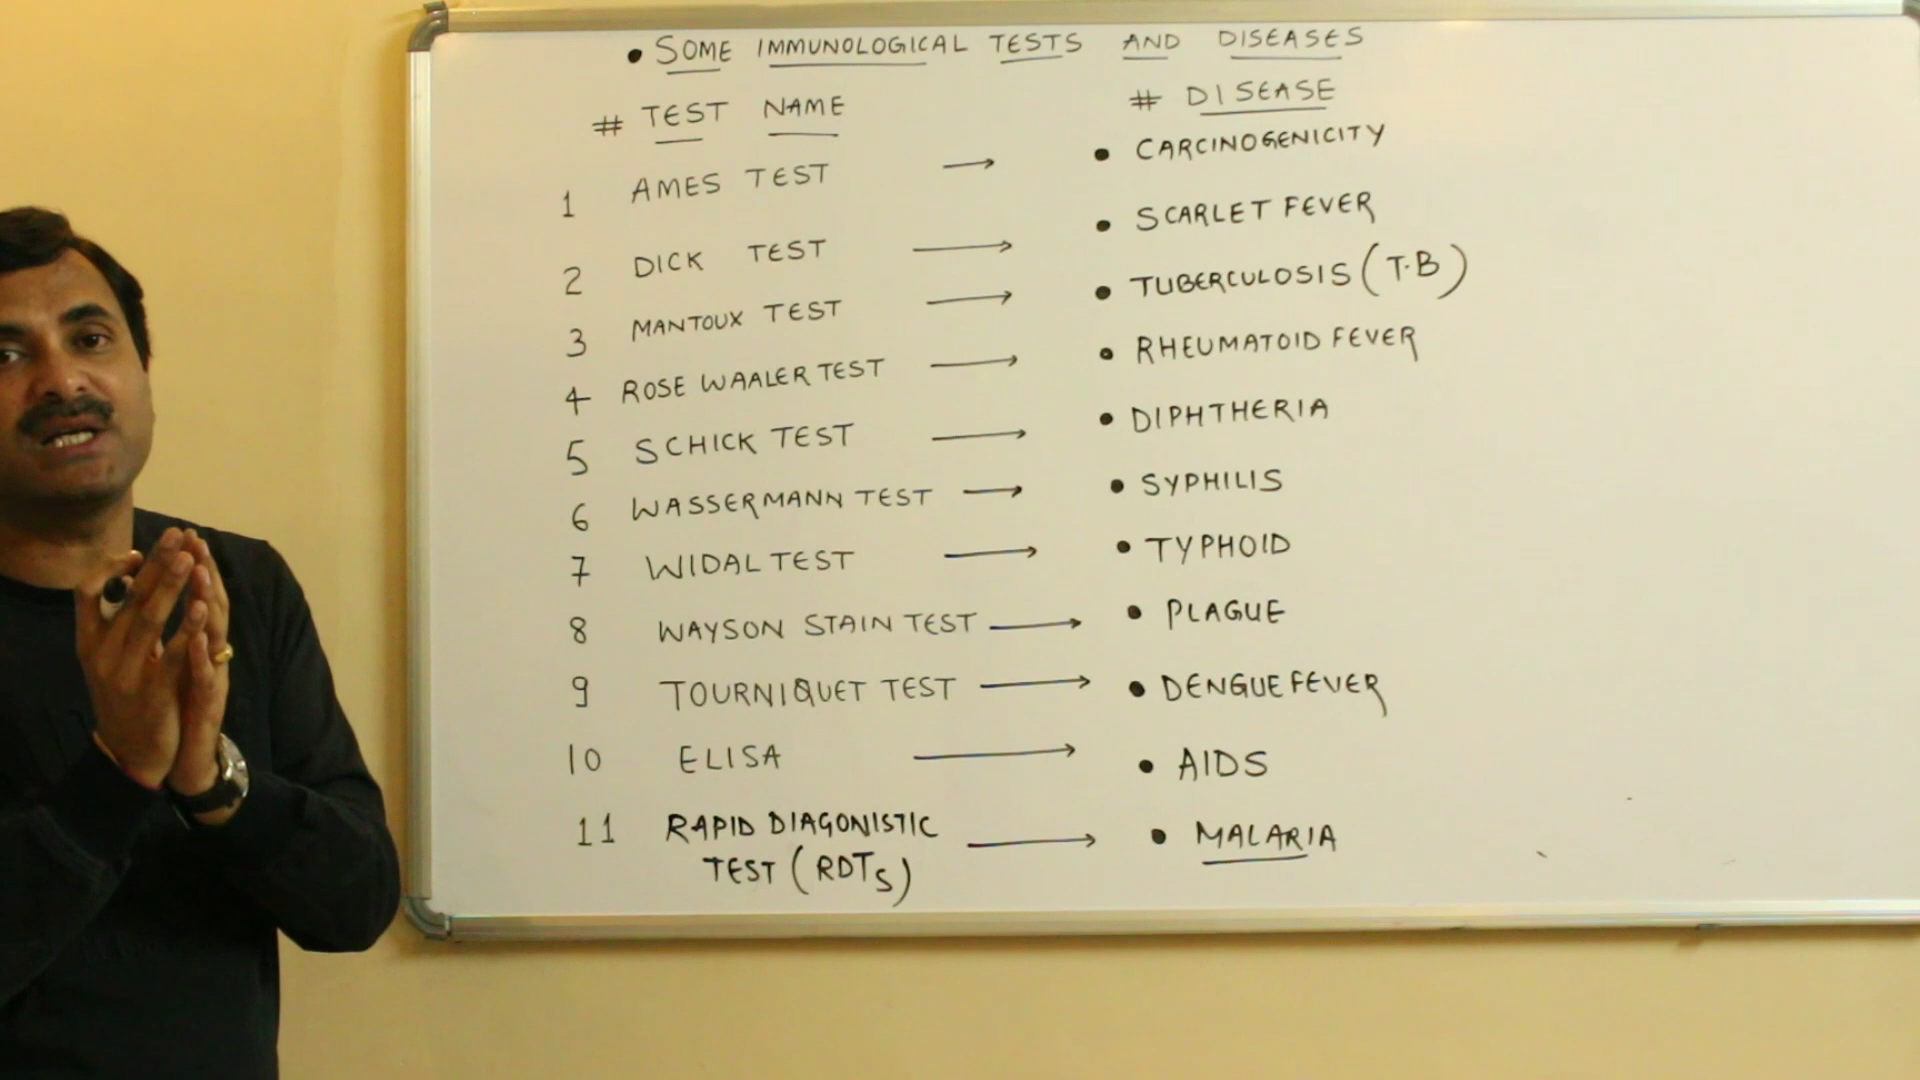 • SOME IMMUNOLOGICAL TESTS AND DISEASES
# TEST NAME # DISEASE
1 AMES TEST → • CARCINOGENICITY
2 DICK TEST → • SCARLET FEVER
3 MANTOUX TEST → • TUBERCULOSIS (T.B)
4 ROSE WAALER TEST → • RHEUMATOID FEVER
5 SCHICK TEST → • DIPHTHERIA
6 WASSERMANN TEST → • SYPHILIS
7 WIDAL TEST → • TYPHOID
8 WAYSON STAIN TEST → • PLAGUE
9 TOURNIQUET TEST → • DENGUE FEVER
10 ELISA → • AIDS
11 RAPID DIAGONISTIC → • MALARIA
TEST (RDTs)